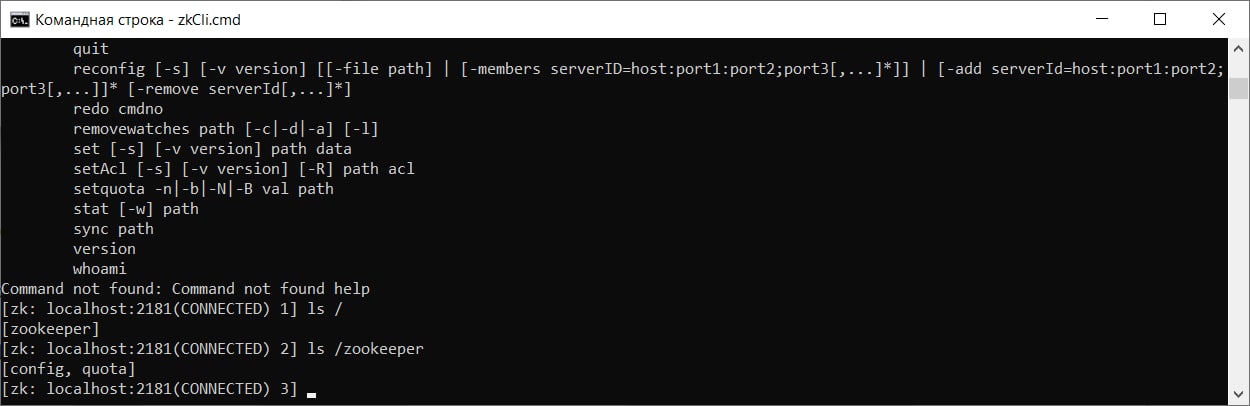 Командная строка - zkCli.cmd
quit
reconfig [-s] [-v version] [[-file path] | [-members serverID=host:port1:port2;port3[,...]*]] | [-add serverId=host:port1:port2;
port3[,...]]* [-remove serverId[,...]*]
redo cmdno
removewatches path [-c|-d|-a] [-l]
set [-s] [-v version] path data
setAcl [-s] [-v version] [-R] path acl
setquota -n|-b|-N|-B val path
stat [-w] path
sync path
version
whoami
Command not found: Command not found help
[zk: localhost:2181(CONNECTED) 1] ls /
[zookeeper]
[zk: localhost:2181(CONNECTED) 2] ls /zookeeper
[config, quota]
[zk: localhost:2181(CONNECTED) 3]